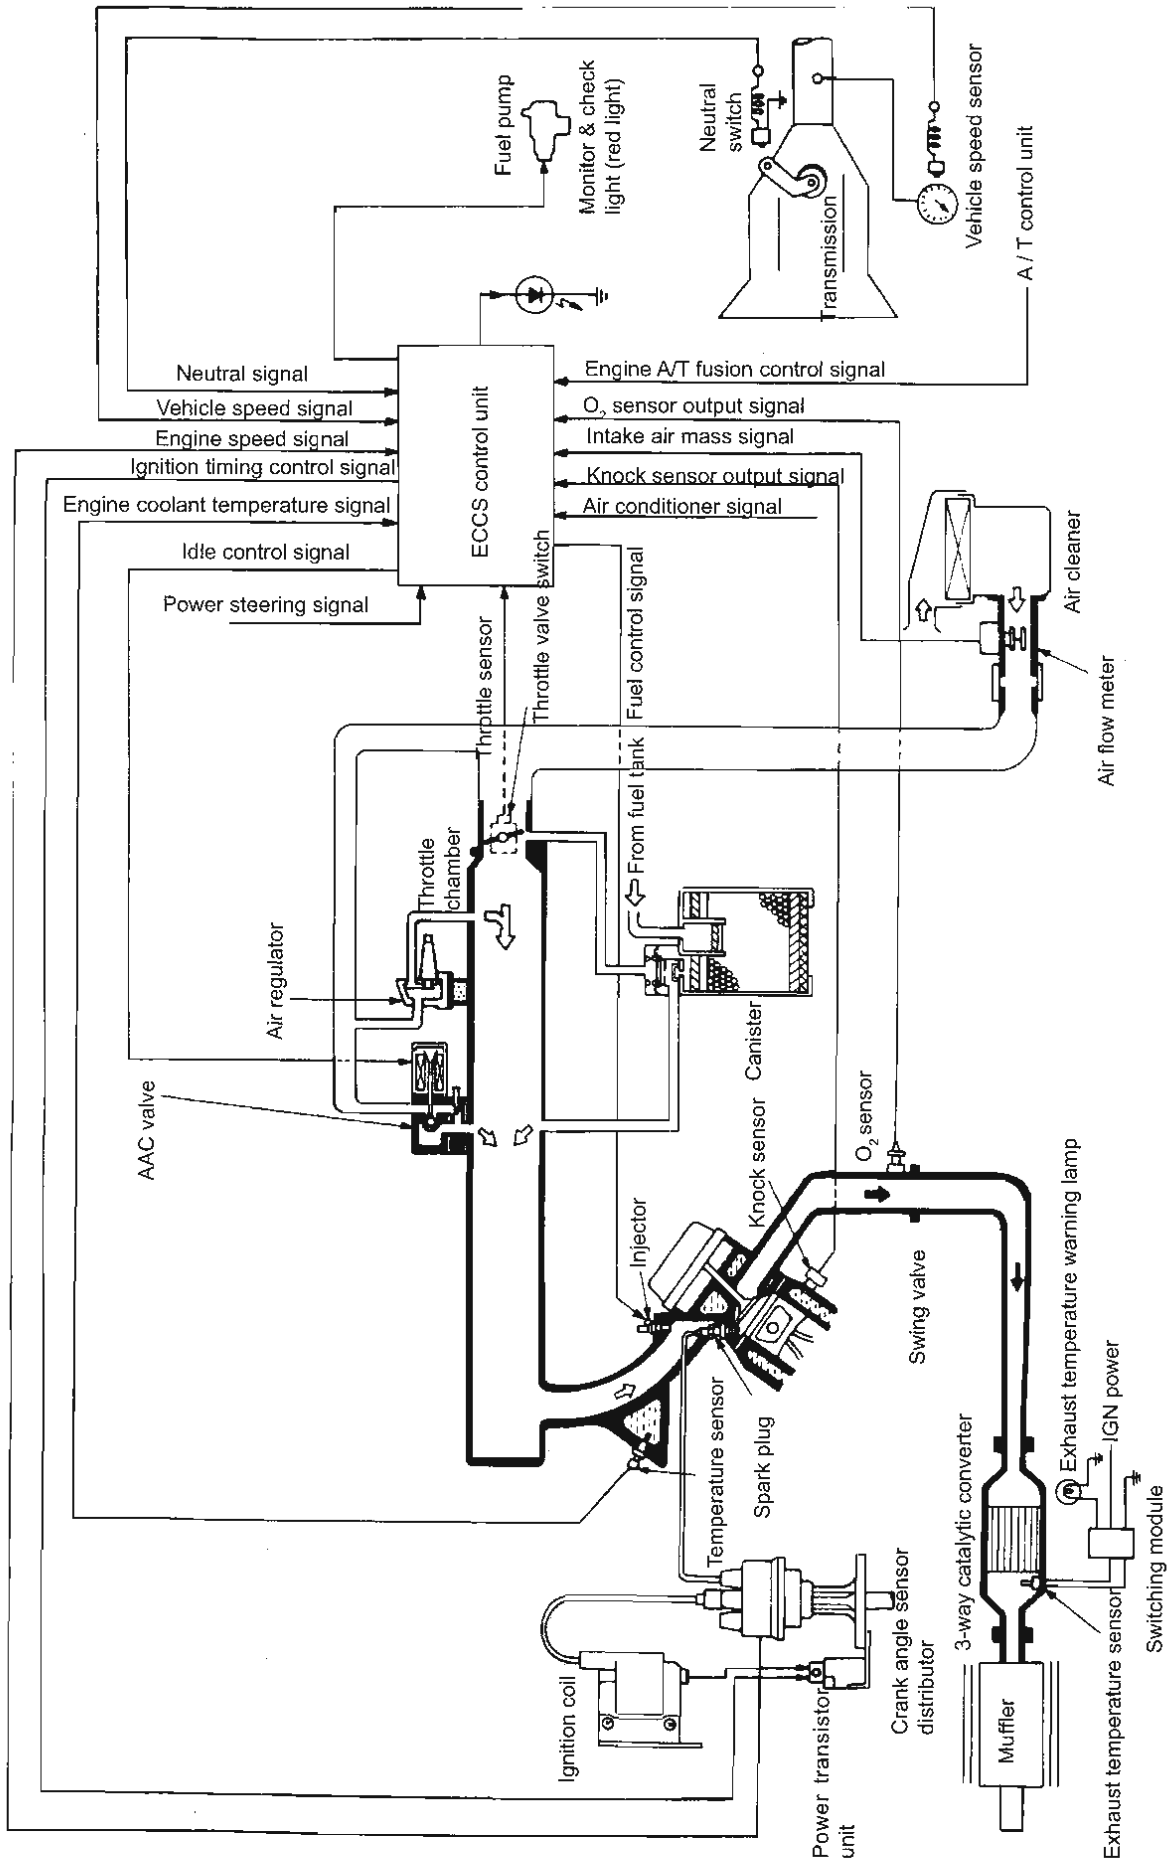 Fuel pump
Monitor & check
light (red light)
Neutral
switch
Transmission
Vehicle speed sensor
A / T control unit
Neutral signal
Vehicle speed signal
Engine speed signal
Ignition timing control signal
Engine coolant temperature signal
Idle control signal
Power steering signal
ECCS control unit
Engine A/T fusion control signal
O2 sensor output signal
Intake air mass signal
Knock sensor output signal
Air conditioner signal
Throttle sensor
Throttle valve switch
Fuel control signal
From fuel tank
Air cleaner
Air flow meter
Throttle
chamber
Air regulator
AAC valve
Canister
Knock sensor
O2 sensor
Injector
Swing valve
Temperature sensor
Spark plug
Exhaust temperature warning lamp
IGN power
3-way catalytic converter
Switching module
Exhaust temperature sensor
Muffler
Crank angle sensor
distributor
Power transistor
unit
Ignition coil